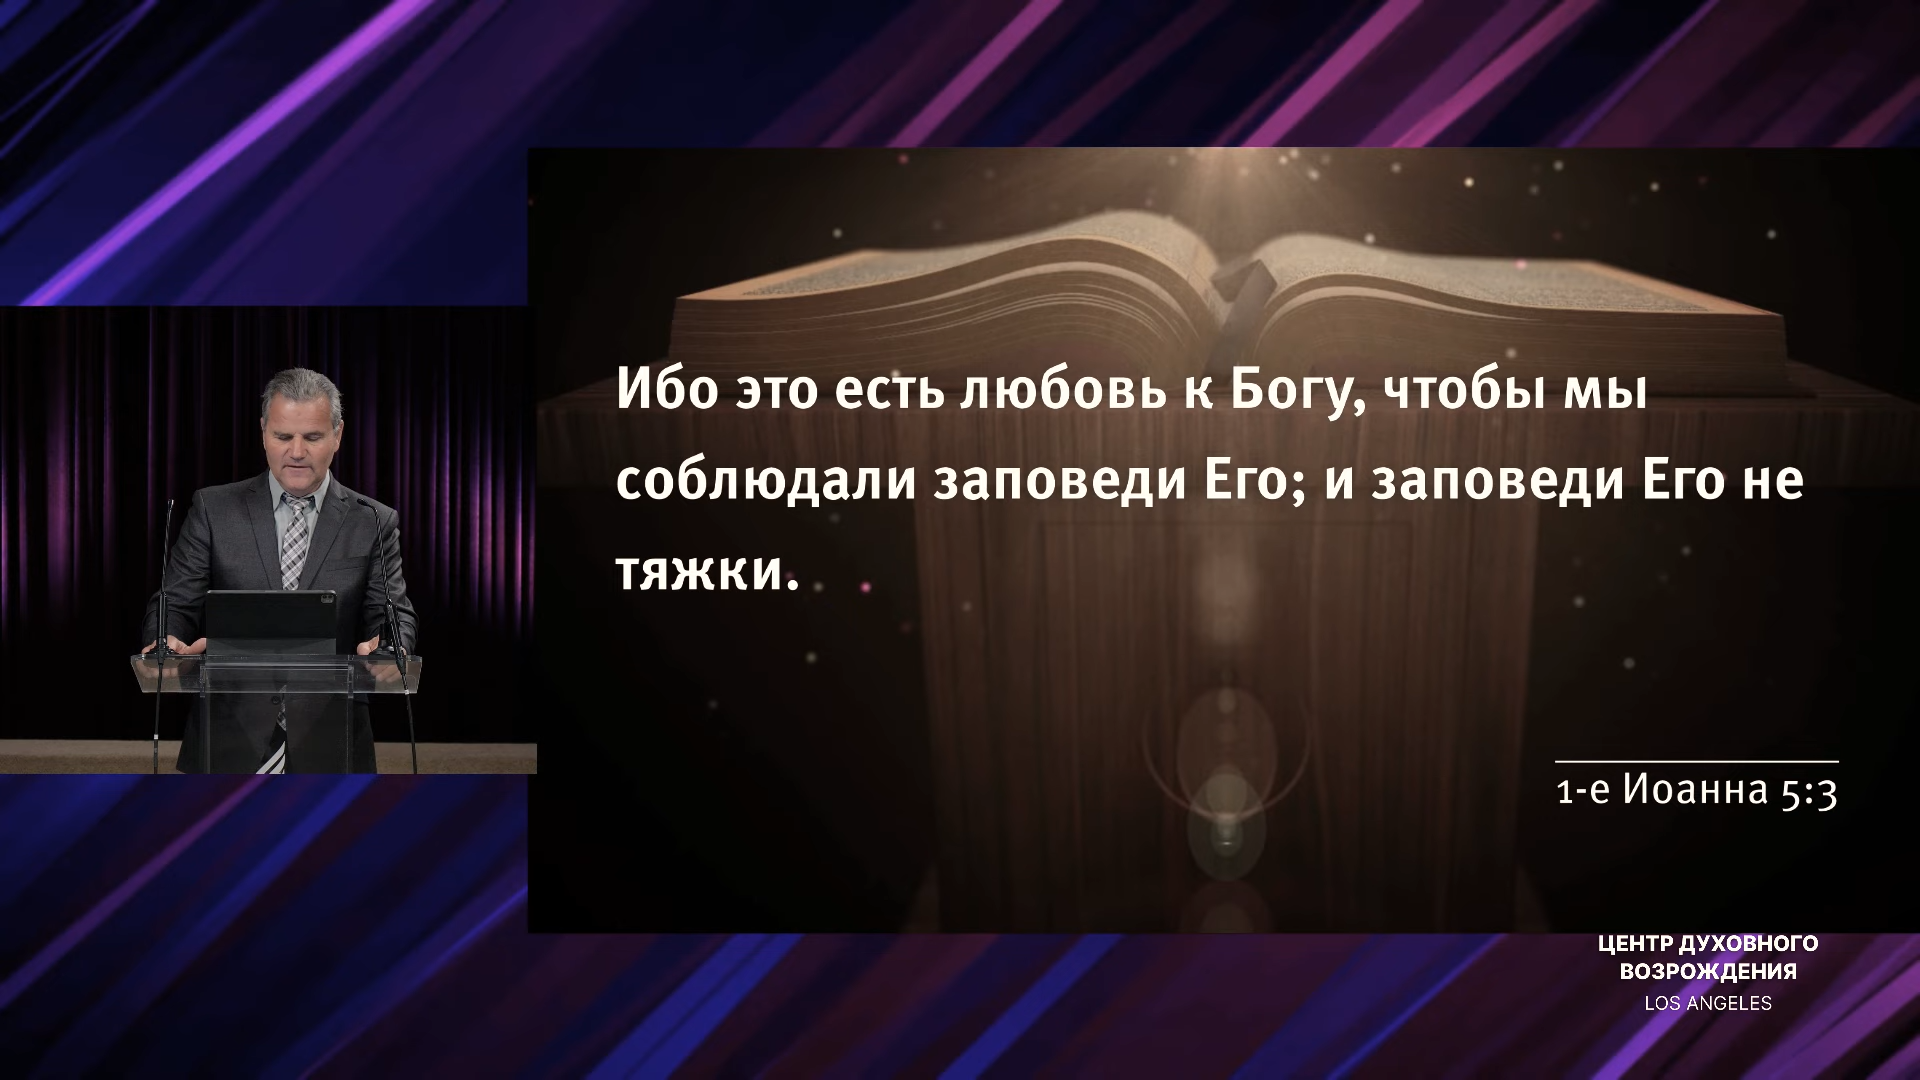 Ибо это есть любовь к Богу, чтобы мы
соблюдали заповеди Его; и заповеди Его не
тяжки.
1-е Иоанна 5:3
ЦЕНТР ДУХОВНОГО
ВОЗРОЖДЕНИЯ
LOS ANGELES